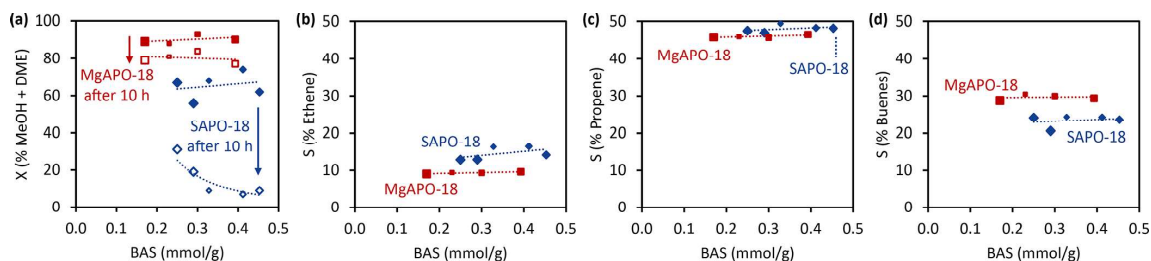 (a)
X (% MeOH + DME)
100
80
60
40
20
0
MgAPO-18
after 10 h
SAPO-18
after 10 h
0.0 0.1 0.2 0.3 0.4 0.5
BAS (mmol/g)
(b)
S (% Ethene)
50
40
30
20
10
0
SAPO-18
MgAPO-18
0.0 0.1 0.2 0.3 0.4 0.5
BAS (mmol/g)
(c)
S (% Propene)
50
40
30
20
10
0
MgAPO-18
SAPO-18
0.0 0.1 0.2 0.3 0.4 0.5
BAS (mmol/g)
(d)
S (% Buenes)
50
40
30
20
10
0
MgAPO-18
SAPO-18
0.0 0.1 0.2 0.3 0.4 0.5
BAS (mmol/g)